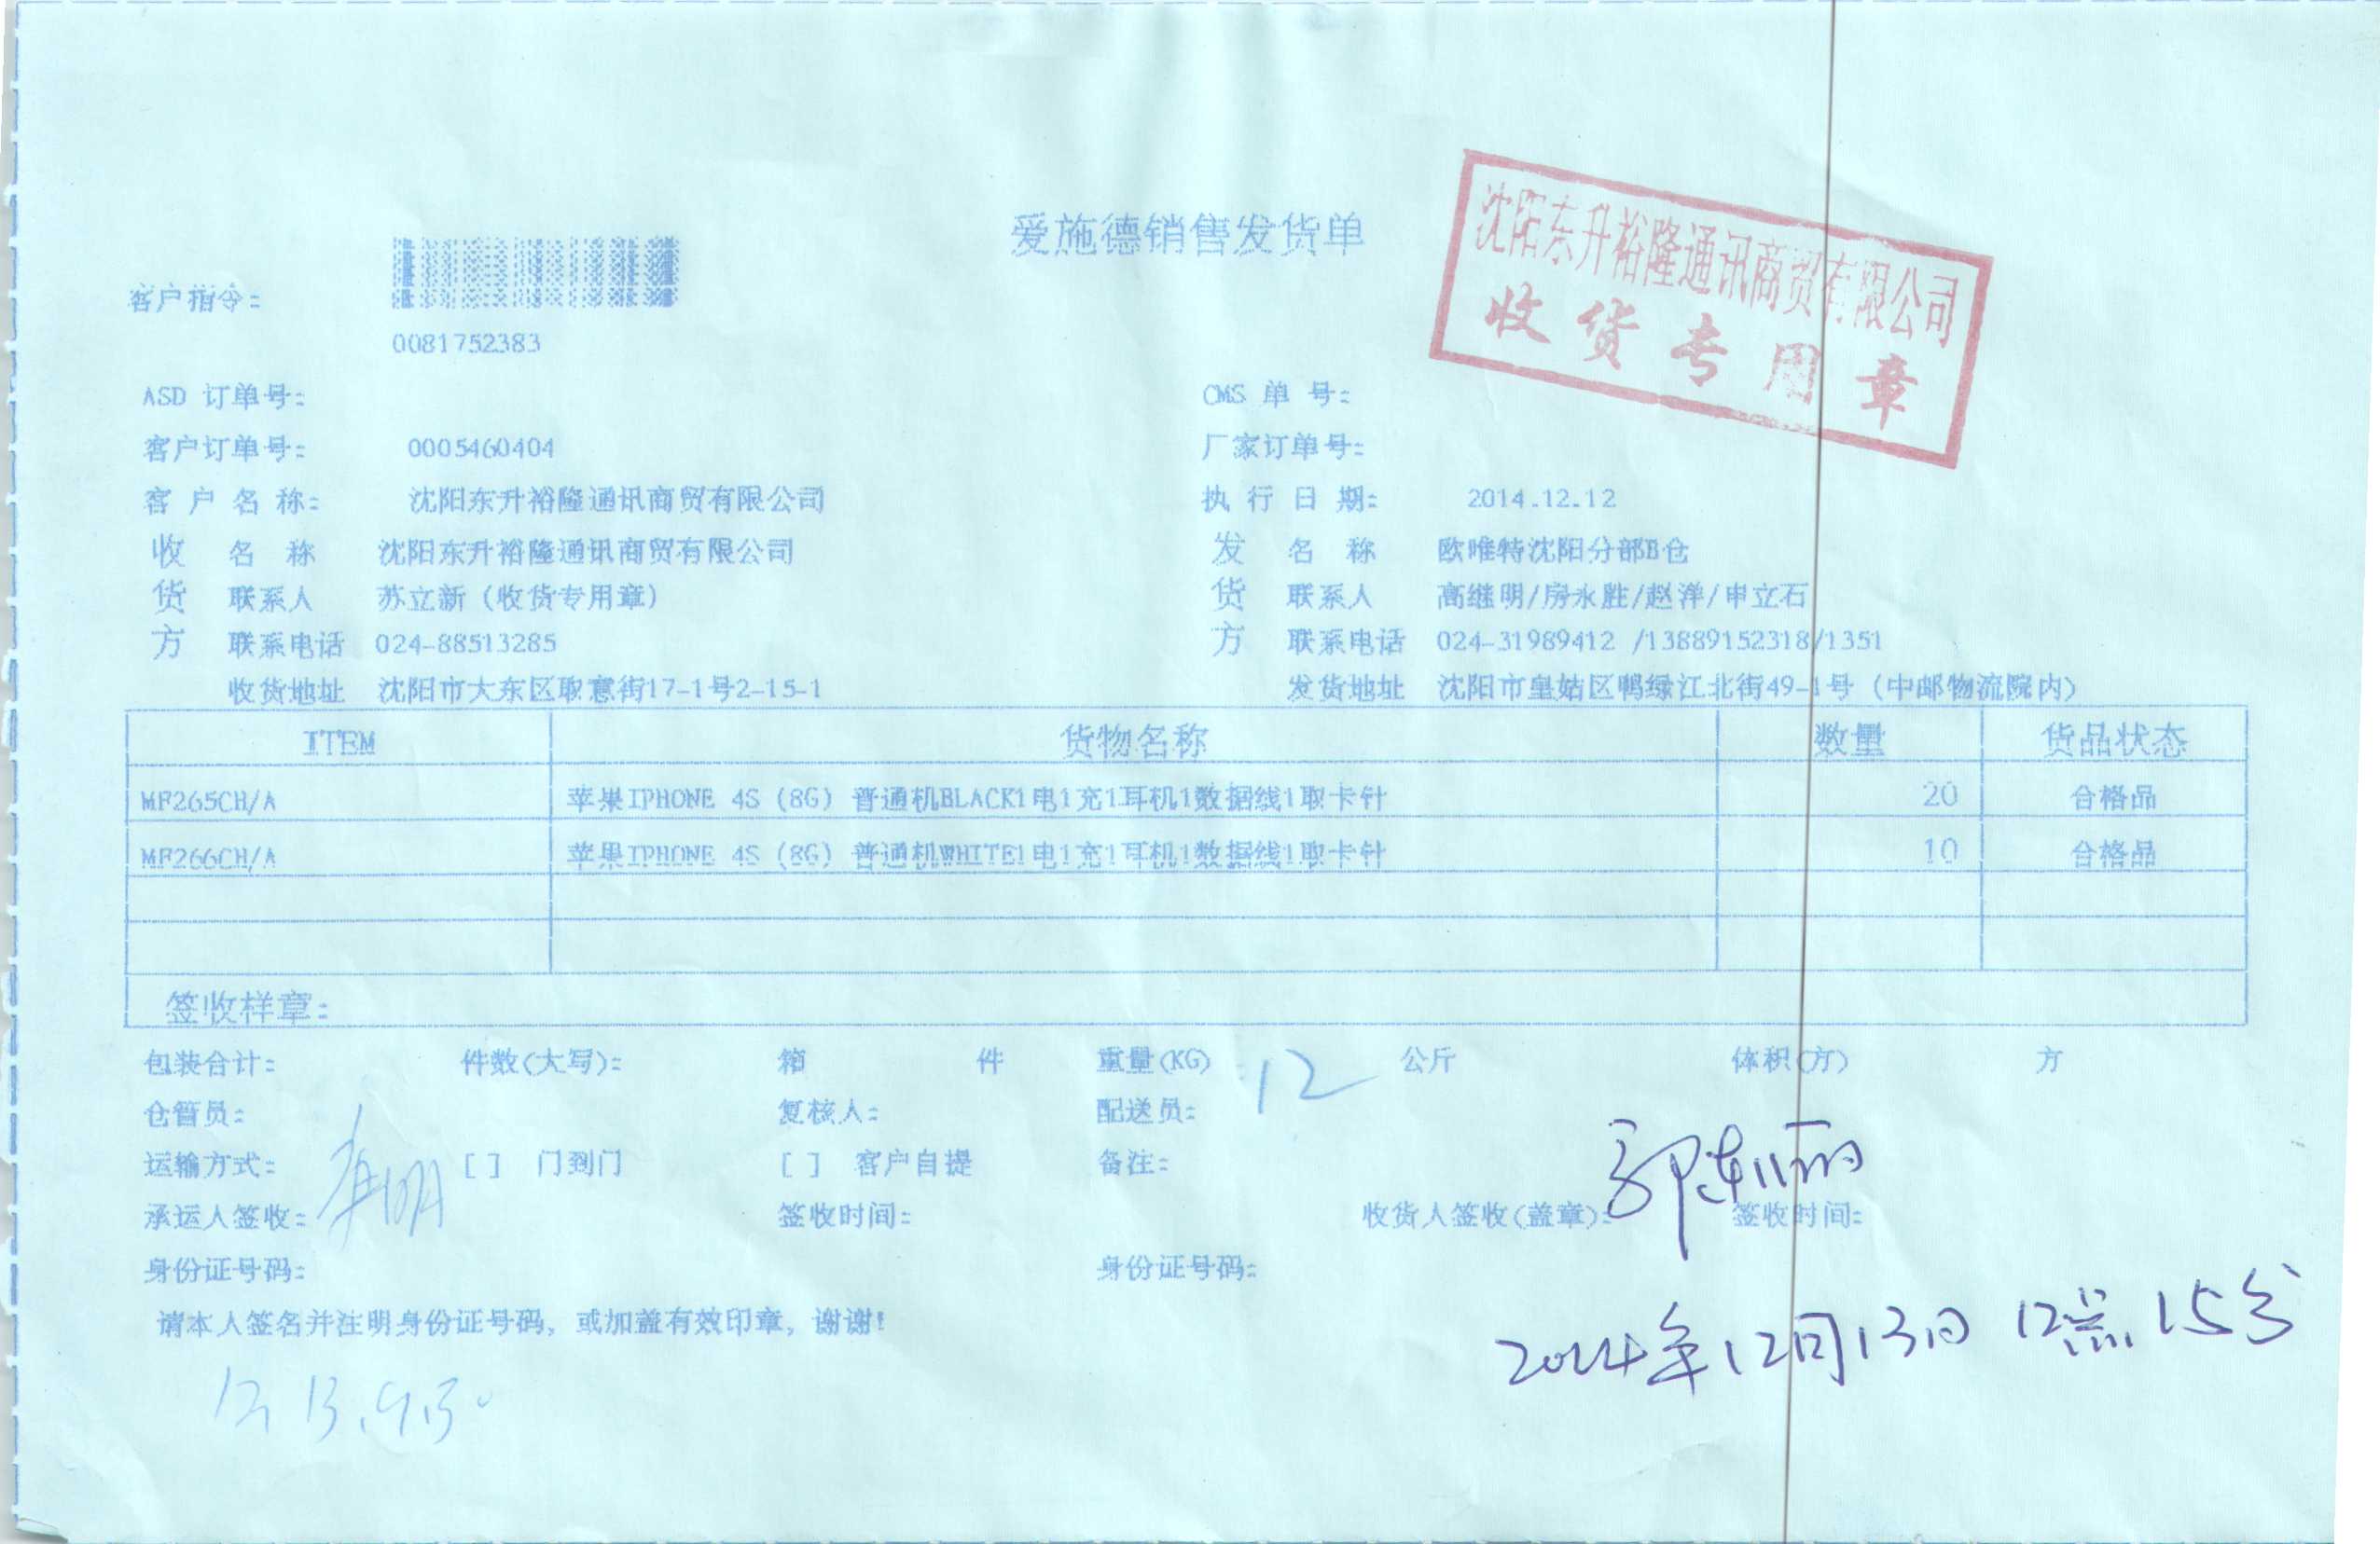 爱施德销售发货单
沈阳东升裕隆通讯商贸有限公司
收货专用章
客户指令:
0081752383
ASD 订单号: CMS 单 号:
客户订单号: 0005460404 厂家订单号:
客 户 名 称: 沈阳东升裕隆通讯商贸有限公司 执 行 日 期: 2014.12.12
收 名 称 沈阳东升裕隆通讯商贸有限公司 发 名 称 欧唯特沈阳分部B仓
货 联系人 苏立新(收货专用章) 货 联系人 高继明/房永胜/赵洋/申立石
方 联系电话 024-88513285 方 联系电话 024-31989412 /13889152318/1351
收货地址 沈阳市大东区取意街17-1号2-15-1 发货地址 沈阳市皇姑区鸭绿江北街49-1号(中邮物流院内)
ITEM 货物名称 数量 货品状态
MF265CH/A 苹果IPHONE 4S (8G) 普通机BLACK1电1充1耳机1数据线1取卡针 20 合格品
MF266CH/A 苹果IPHONE 4S (8G) 普通机WHITE1电1充1耳机1数据线1取卡针 10 合格品
签收样章:
包装合计: 件数(大写): 箱 件 重量(KG) 12 公斤 体积(方) 方
仓管员: 复核人: 配送员:
运输方式: [ ] 门到门 [ ] 客户自提 备注:
承运人签收: 签收时间: 收货人签收(盖章): 签收时间:
身份证号码: 身份证号码:
请本人签名并注明身份证号码, 或加盖有效印章, 谢谢!
2014年12月13日 12点15分